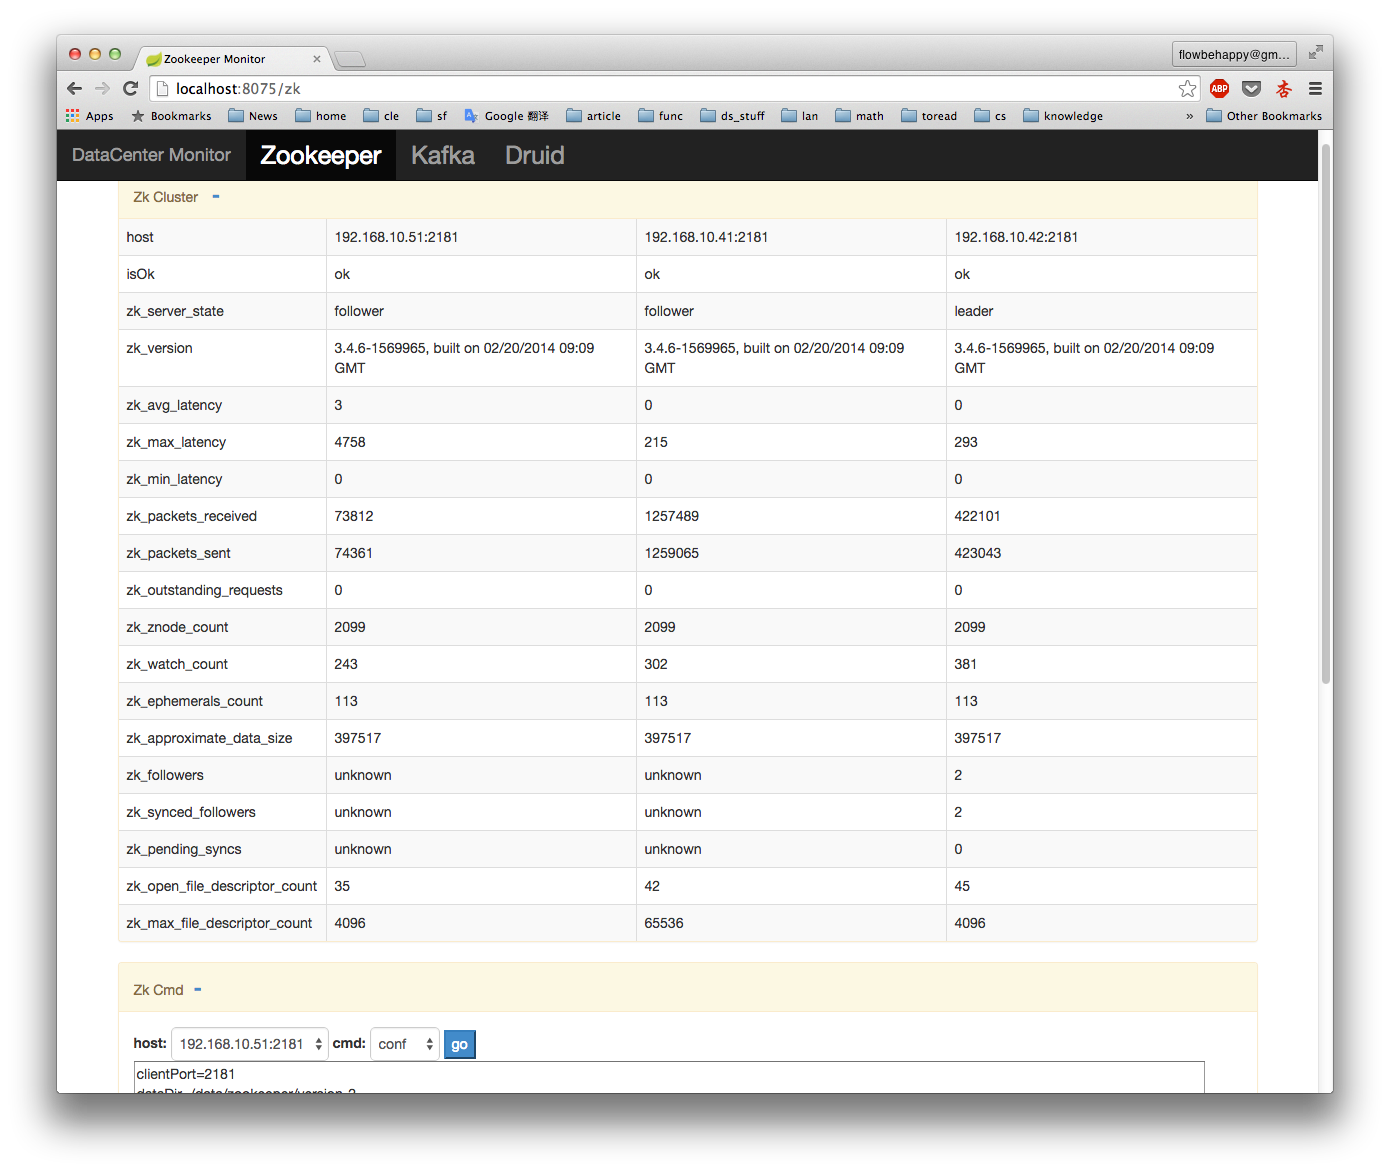 Zookeeper Monitor
flowbehappy@gm...
localhost:8075/zk
ABP
杏
Apps Bookmarks News home cle sf Google 翻译 article func ds_stuff lan math toread cs knowledge » Other Bookmarks
DataCenter Monitor Zookeeper Kafka Druid
Zk Cluster -
host 192.168.10.51:2181 192.168.10.41:2181 192.168.10.42:2181
isOk ok ok ok
zk_server_state follower follower leader
zk_version 3.4.6-1569965, built on 02/20/2014 09:09 GMT 3.4.6-1569965, built on 02/20/2014 09:09 GMT 3.4.6-1569965, built on 02/20/2014 09:09 GMT
zk_avg_latency 3 0 0
zk_max_latency 4758 215 293
zk_min_latency 0 0 0
zk_packets_received 73812 1257489 422101
zk_packets_sent 74361 1259065 423043
zk_outstanding_requests 0 0 0
zk_znode_count 2099 2099 2099
zk_watch_count 243 302 381
zk_ephemerals_count 113 113 113
zk_approximate_data_size 397517 397517 397517
zk_followers unknown unknown 2
zk_synced_followers unknown unknown 2
zk_pending_syncs unknown unknown 0
zk_open_file_descriptor_count 35 42 45
zk_max_file_descriptor_count 4096 65536 4096
Zk Cmd -
host: 192.168.10.51:2181 cmd: conf go
clientPort=2181
dataDir=/data/zookeeper/version-2